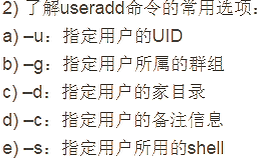 2) 了解useradd命令的常用选项：
a) –u：指定用户的UID
b) –g：指定用户所属的群组
c) –d：指定用户的家目录
d) –c：指定用户的备注信息
e) –s：指定用户所用的shell